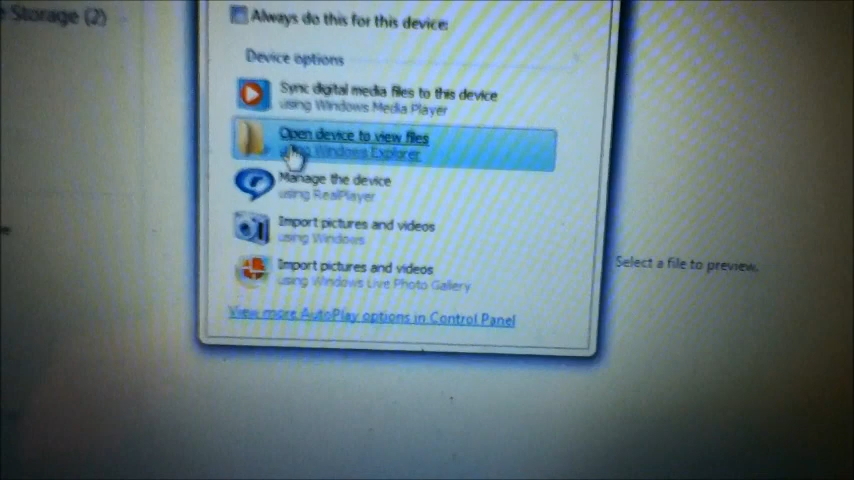 Storage (2)
Always do this for this device:
Device options
Sync digital media files to this device
using Windows Media Player
Open device to view files
using Windows Explorer
Manage the device
using RealPlayer
Import pictures and videos
using Windows
Import pictures and videos
using Windows Live Photo Gallery
View more AutoPlay options in Control Panel
Select a file to preview.